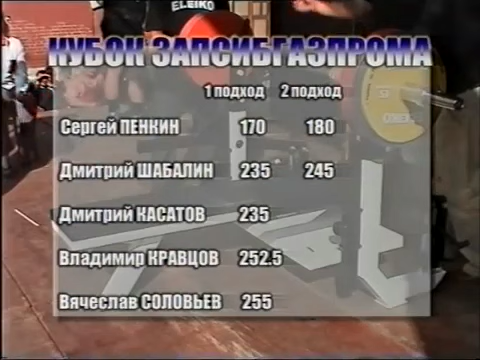 ELEIKO
КУБОК ЗАПСИБГАЗПРОМА
1 подход 2 подход
Сергей ПЕНКИН 170 180
Дмитрий ШАБАЛИН 235 245
Дмитрий КАСАТОВ 235
Владимир КРАВЦОВ 252.5
Вячеслав СОЛОВЬЕВ 255